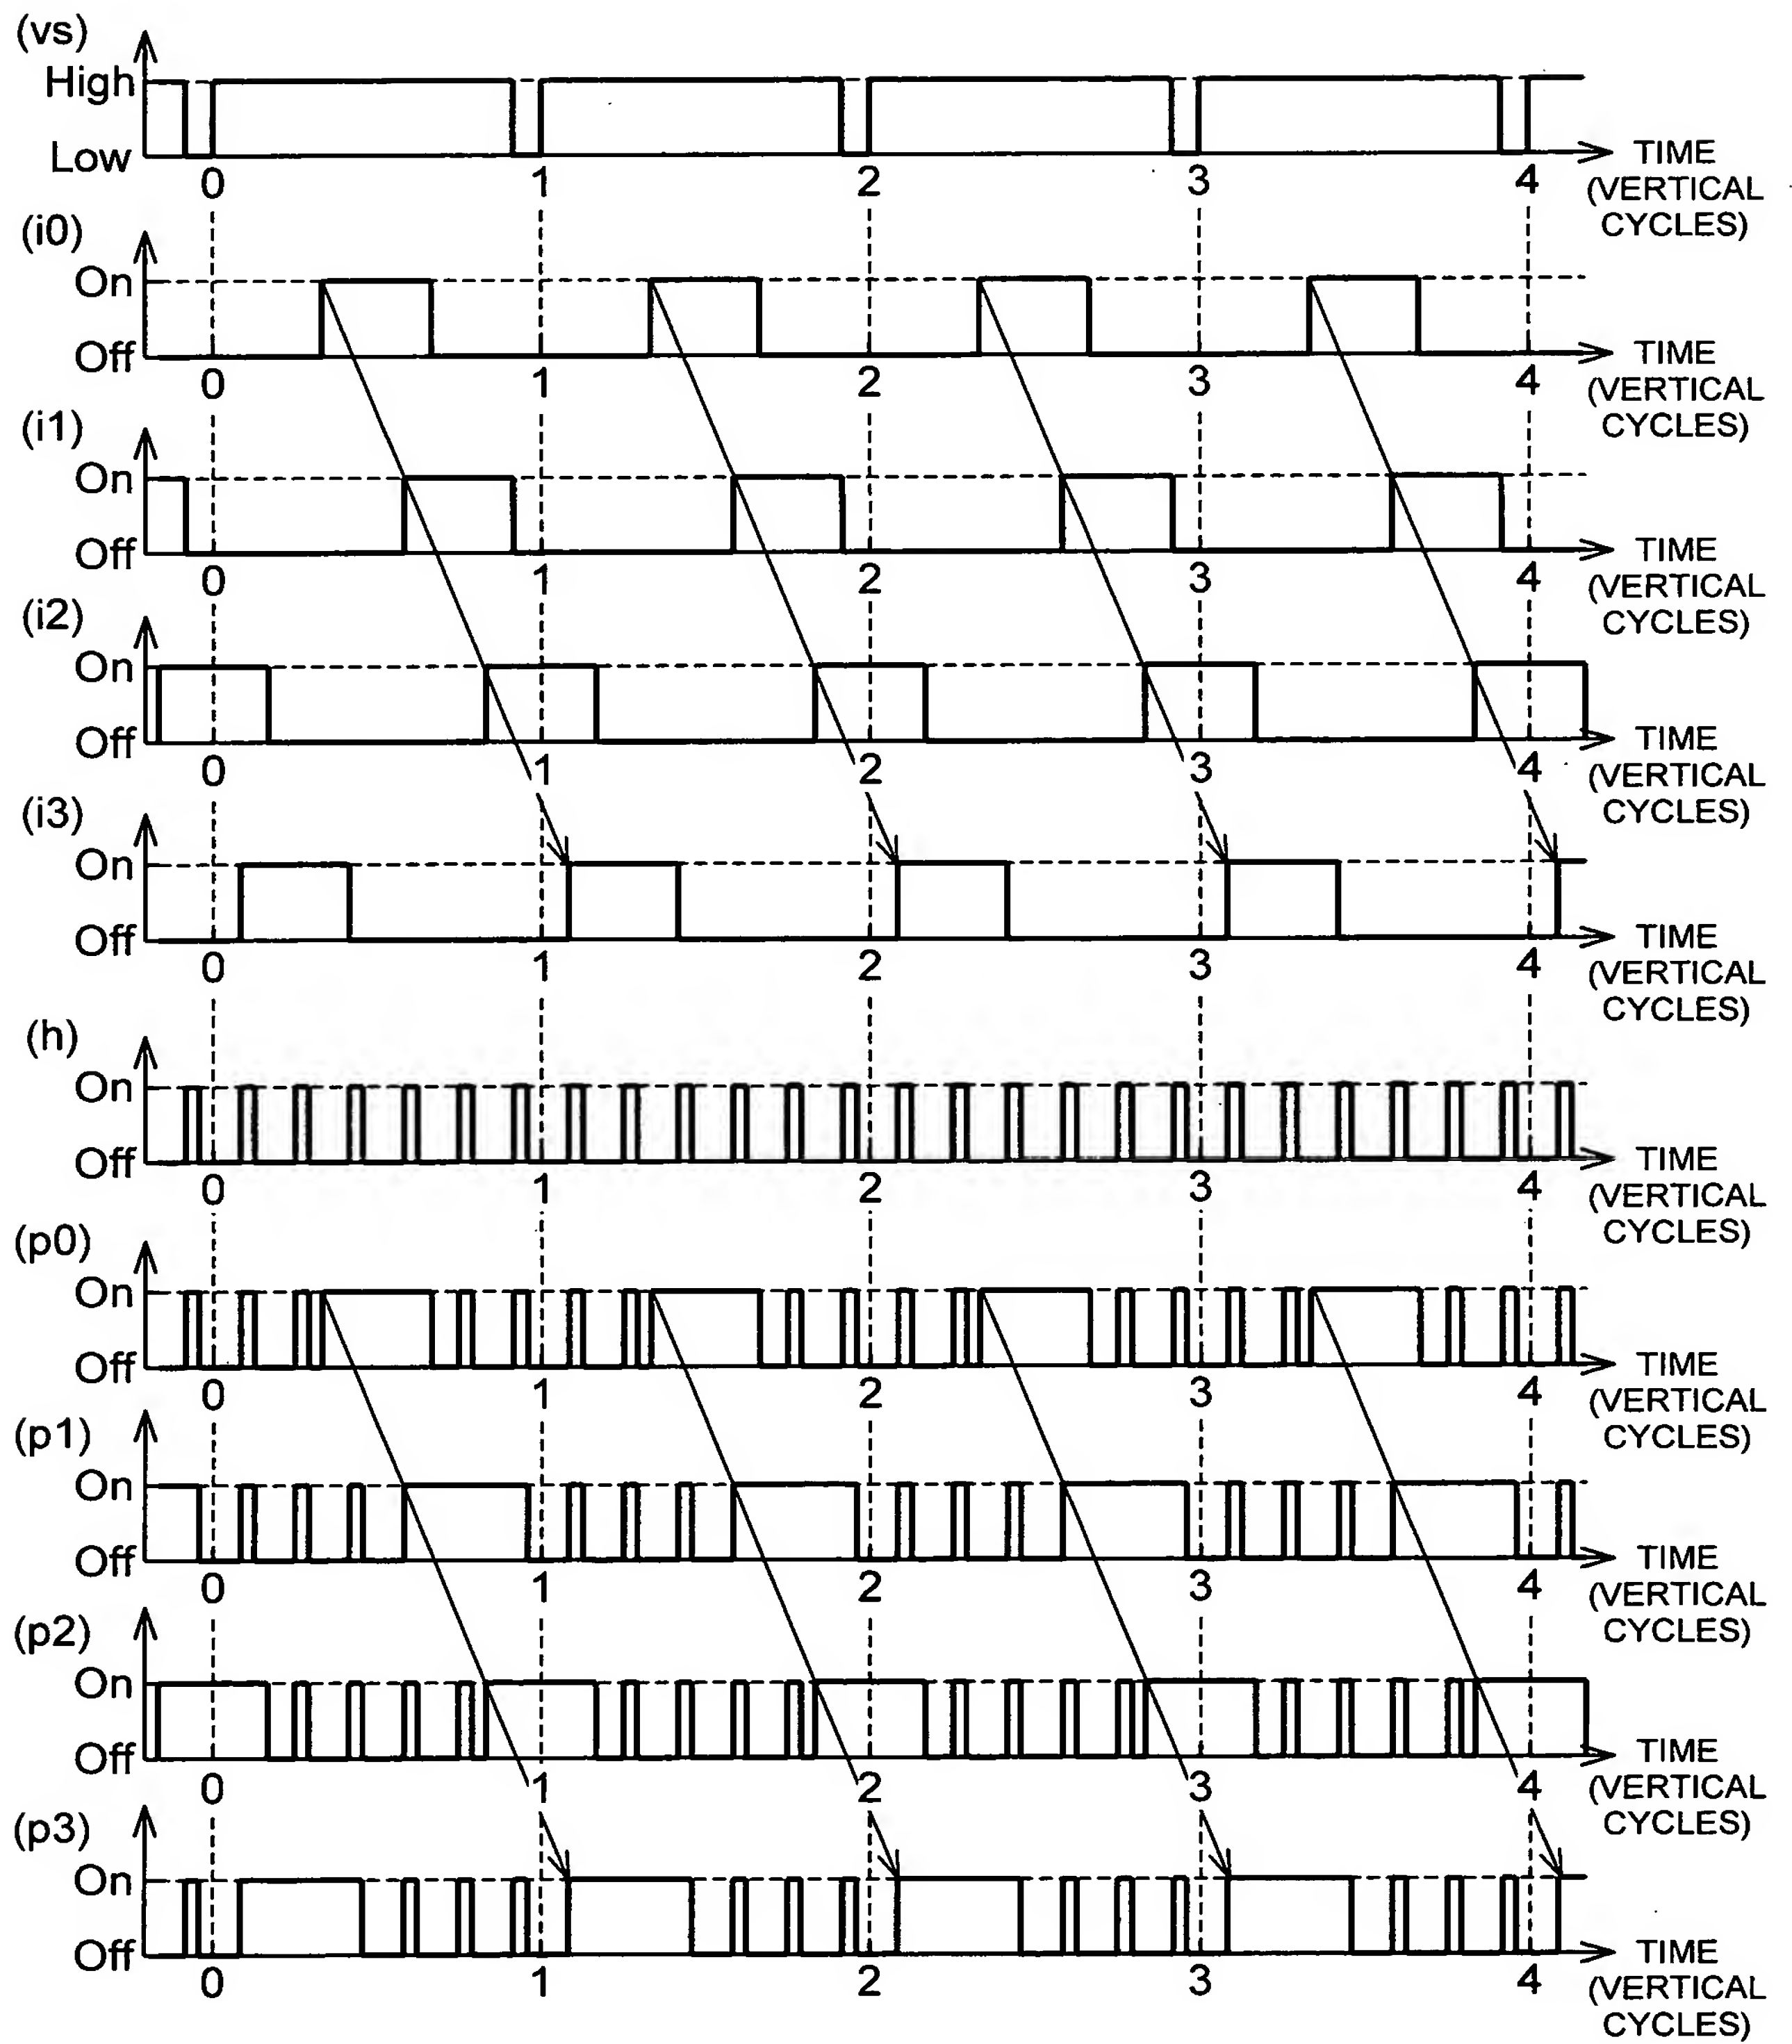 (vs)
High
Low
0 1 2 3 4
TIME
(VERTICAL
CYCLES)
(i0)
On
Off
0 1 2 3 4
TIME
(VERTICAL
CYCLES)
(i1)
On
Off
0 1 2 3 4
TIME
(VERTICAL
CYCLES)
(i2)
On
Off
0 1 2 3 4
TIME
(VERTICAL
CYCLES)
(i3)
On
Off
0 1 2 3 4
TIME
(VERTICAL
CYCLES)
(h)
On
Off
0 1 2 3 4
TIME
(VERTICAL
CYCLES)
(p0)
On
Off
0 1 2 3 4
TIME
(VERTICAL
CYCLES)
(p1)
On
Off
0 1 2 3 4
TIME
(VERTICAL
CYCLES)
(p2)
On
Off
0 1 2 3 4
TIME
(VERTICAL
CYCLES)
(p3)
On
Off
0 1 2 3 4
TIME
(VERTICAL
CYCLES)